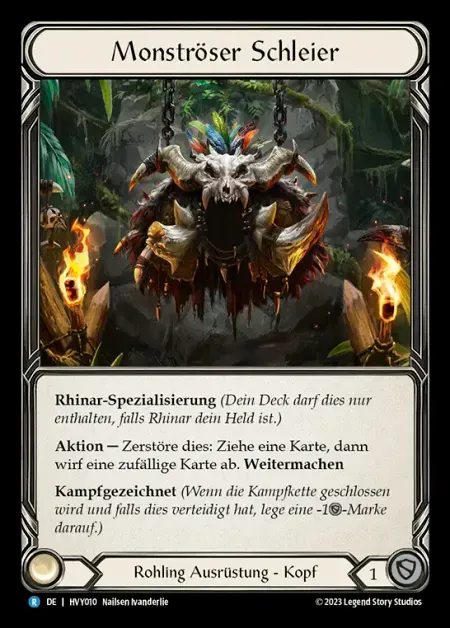 Monströser Schleier
Rhinar-Spezialisierung (Dein Deck darf dies nur
enthalten, falls Rhinar dein Held ist.)
Aktion — Zerstöre dies: Ziehe eine Karte, dann
wirf eine zufällige Karte ab. Weitermachen
Kampfgezeichnet (Wenn die Kampfkette geschlossen
wird und falls dies verteidigt hat, lege eine -1-Marke
darauf.)
Rohling Ausrüstung - Kopf
1
R DE | HVY010 Nailsen Ivanderlie
© 2023 Legend Story Studios